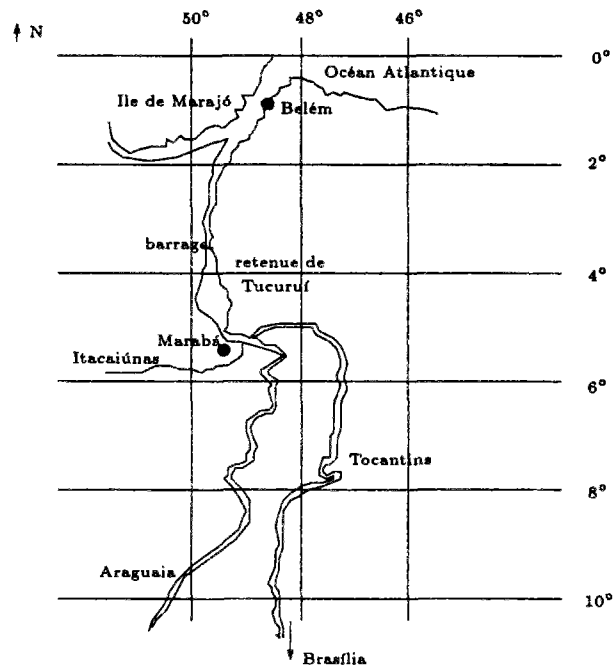 50° 48° 46°
N
0°
Océan Atlantique
Ile de Marajó
Belém
2°
barrage
retenue de
Tucuruí
4°
Marabá
Itacaiúnas
6°
Tocantins
8°
Araguaia
10°
Brasília